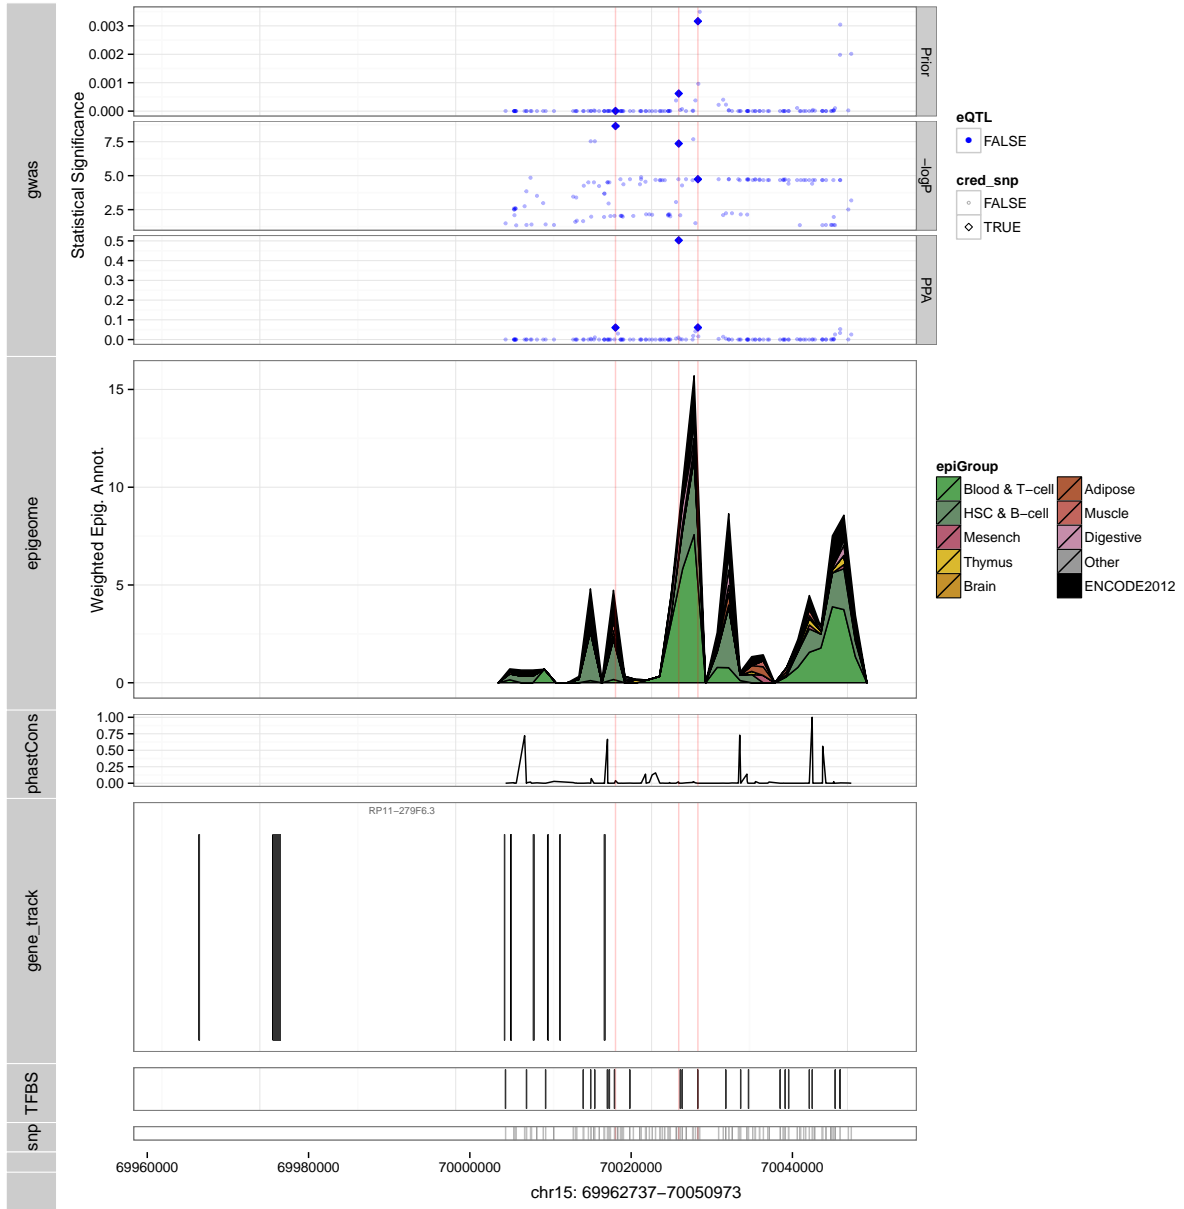 gwas
Statistical Significance
0.003
0.002
0.001
0.000
Prior
7.5
5.0
2.5
−logP
0.5
0.4
0.3
0.2
0.1
0.0
PPA
eQTL
FALSE
cred_snp
FALSE
TRUE
epigeome
Weighted Epig. Annot.
15
10
5
0
epiGroup
Blood & T−cell
HSC & B−cell
Mesench
Thymus
Brain
Adipose
Muscle
Digestive
Other
ENCODE2012
phastCons
1.00
0.75
0.50
0.25
0.00
gene_track
RP11−279F6.3
TFBS
snp
69960000 69980000 70000000 70020000 70040000
chr15: 69962737−70050973